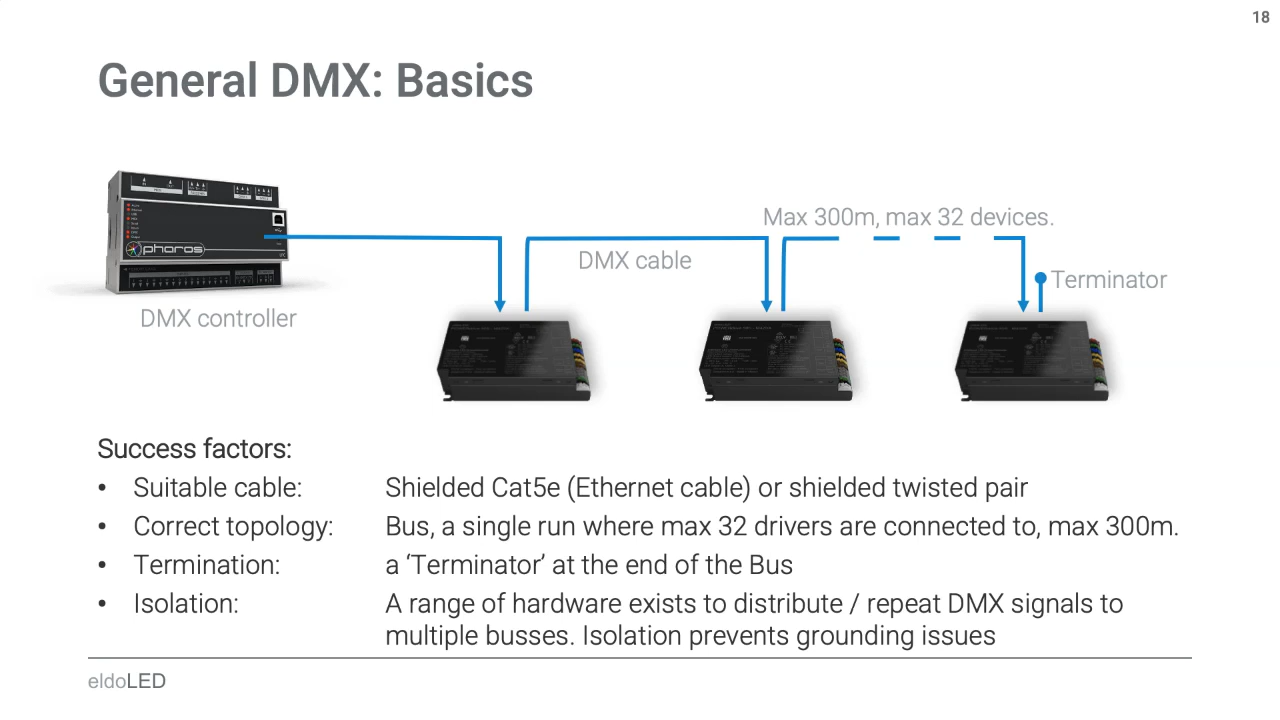 18
General DMX: Basics
pharos
Max 300m, max 32 devices.
DMX cable
Terminator
DMX controller
Success factors:
• Suitable cable: Shielded Cat5e (Ethernet cable) or shielded twisted pair
• Correct topology: Bus, a single run where max 32 drivers are connected to, max 300m.
• Termination: a ‘Terminator’ at the end of the Bus
• Isolation: A range of hardware exists to distribute / repeat DMX signals to
multiple busses. Isolation prevents grounding issues
eldoLED